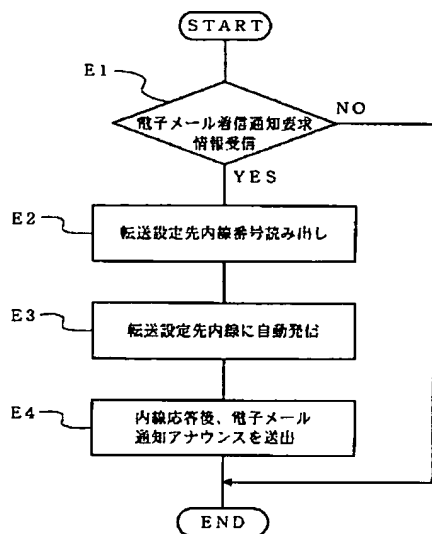 START
E1
電子メール着信通知要求
情報受信
NO
YES
E2
転送設定先内線番号読み出し
E3
転送設定先内線に自動発信
E4
内線応答後、電子メール
通知アナウンスを送出
END